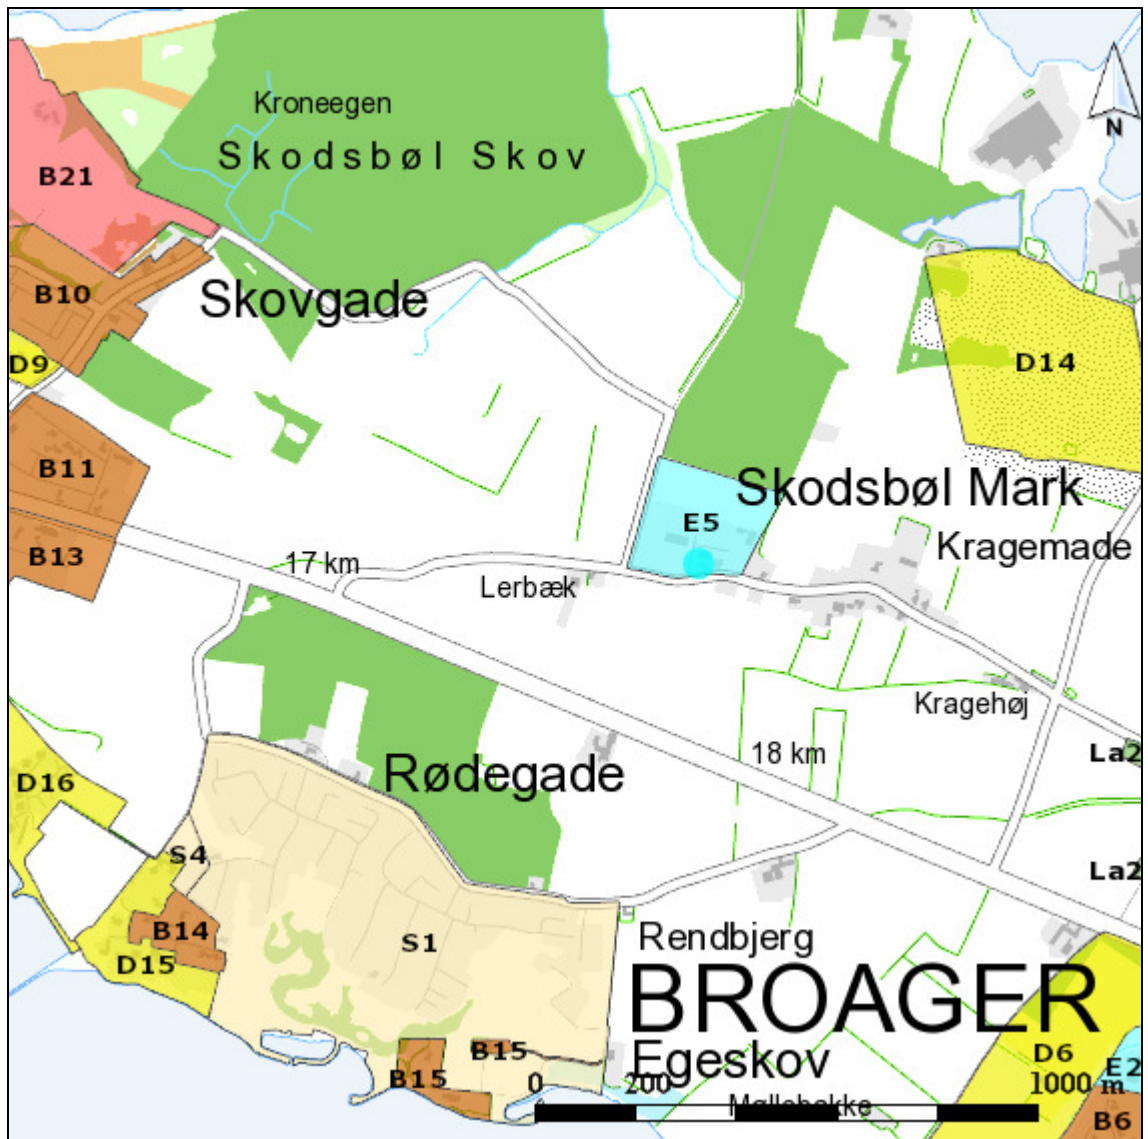 Kroneegen
Skodsbøl Skov
N
B21
B10
Skovgade
D9
D14
B11
Skodsbøl Mark
E5
Kragemade
B13
17 km
Lerbæk
Kragehøj
18 km
La2
D16
Rødegade
S4
La2
B14
S1
D15
Rendbjerg
BROAGER
B15
Egeskov
D6
E2
B15
0 200 1000 m
Møllebakke
B6